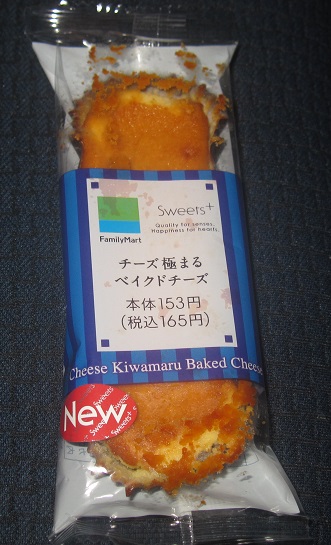 Sweets+
Quality for senses,
Happiness for hearts.
FamilyMart
チーズ極まる
ベイクドチーズ
本体153円
(税込165円)
Cheese Kiwamaru Baked Cheese
New
Sweets+